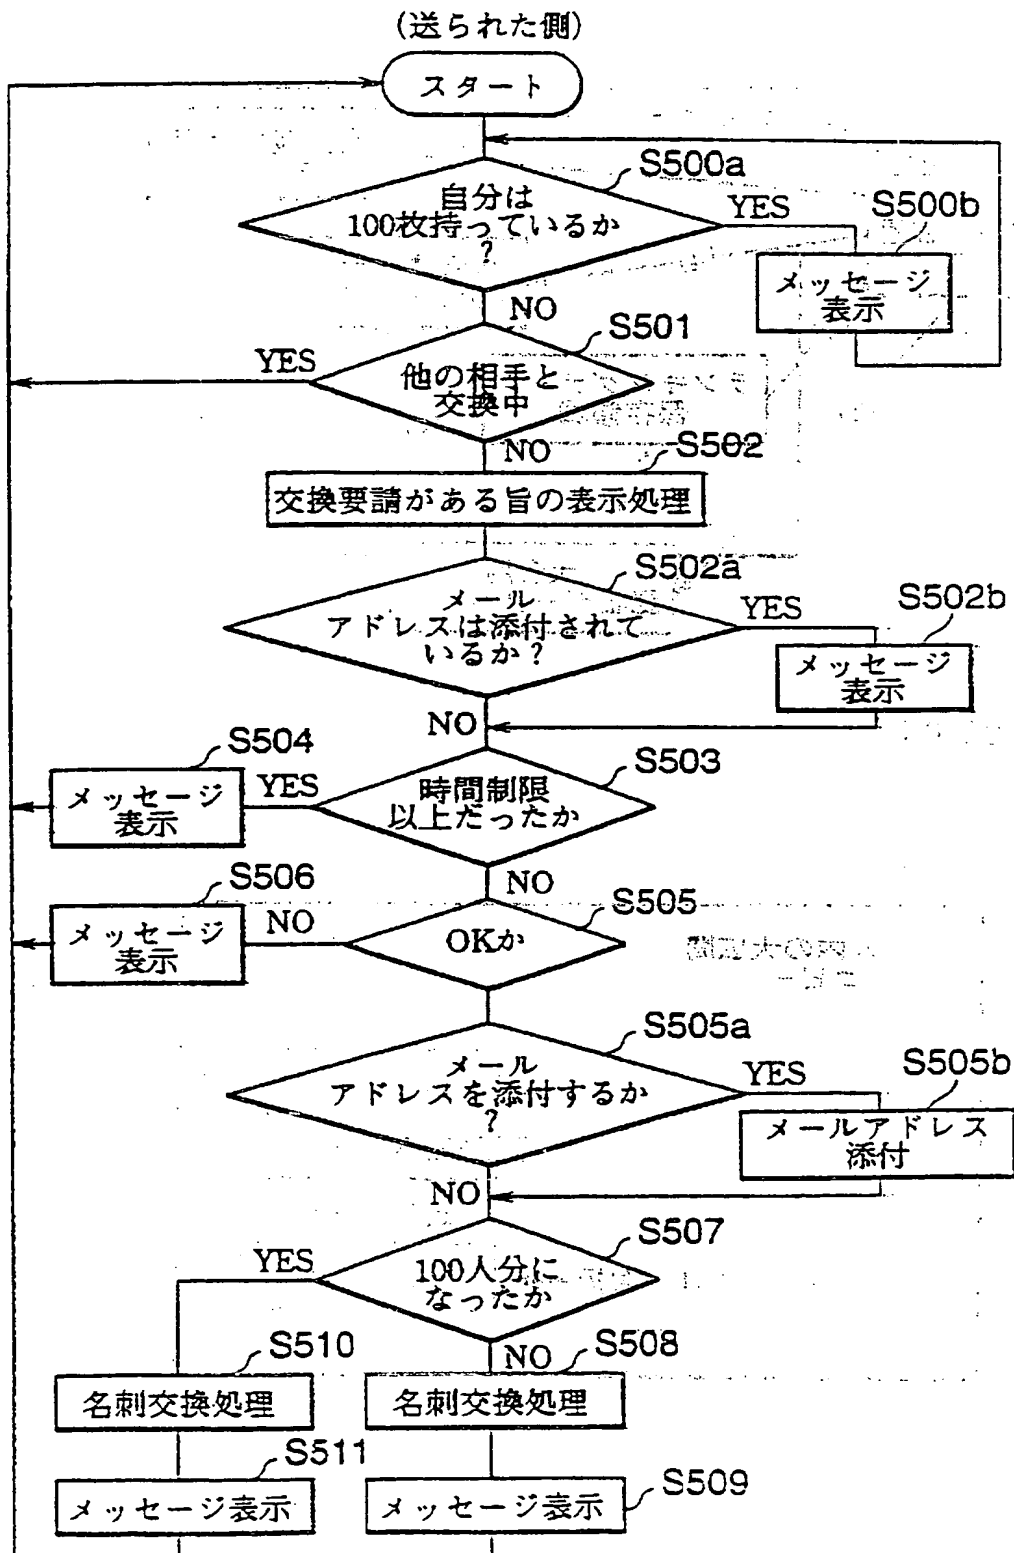 (送られた側)
スタート
S500a
自分は
100枚持っているか
?
YES
S500b
メッセージ
表示
NO
S501
YES
他の相手と
交換中
NO
S502
交換要請がある旨の表示処理
S502a
メール
アドレスは添付されて
いるか?
YES
S502b
メッセージ
表示
NO
S504
メッセージ
表示
YES
S503
時間制限
以上だったか
NO
S506
メッセージ
表示
NO
S505
OKか
S505a
メール
アドレスを添付するか
?
YES
S505b
メールアドレス
添付
NO
S507
YES
100人分に
なったか
S510
NO
S508
名刺交換処理
名刺交換処理
S511
メッセージ表示
メッセージ表示
S509